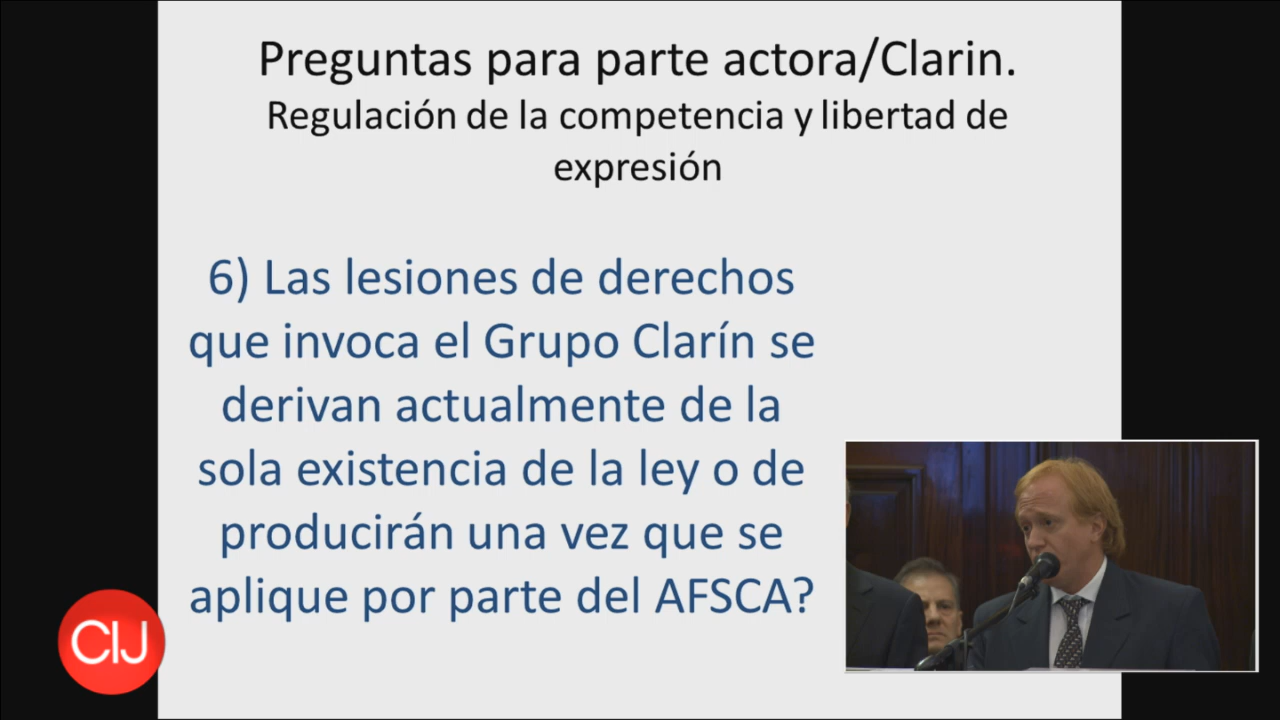 Preguntas para parte actora/Clarin.
Regulación de la competencia y libertad de
expresión
6) Las lesiones de derechos
que invoca el Grupo Clarín se
derivan actualmente de la
sola existencia de la ley o de
producirán una vez que se
aplique por parte del AFSCA?
CIJ